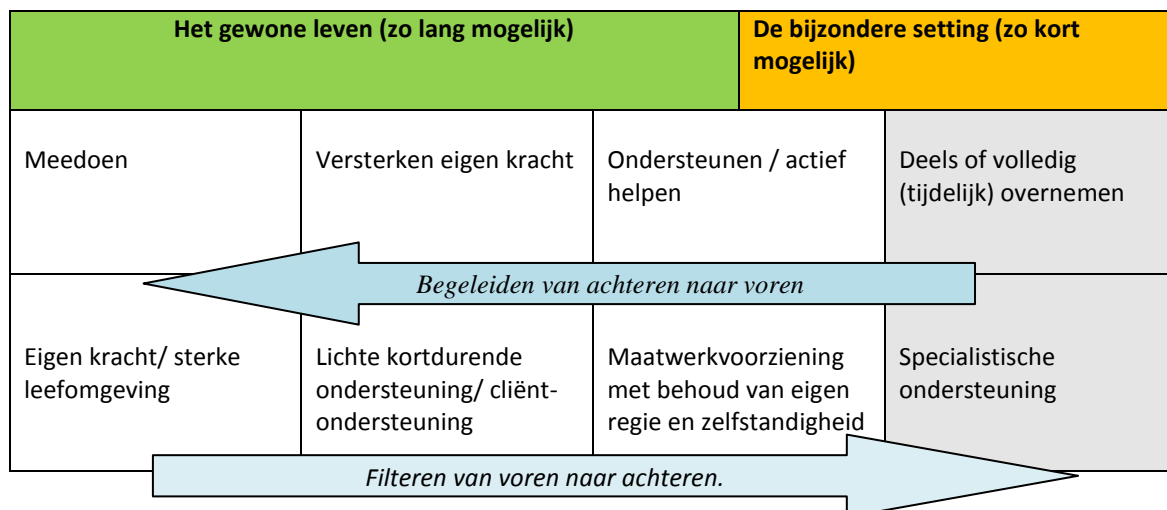 Het gewone leven (zo lang mogelijk)
De bijzondere setting (zo kort
mogelijk)
Meedoen
Versterken eigen kracht
Ondersteunen / actief
helpen
Deels of volledig
(tijdelijk) overnemen
Begeleiden van achteren naar voren
Eigen kracht/ sterke
leefomgeving
Lichte kortdurende
ondersteuning/ cliënt-
ondersteuning
Maatwerkvoorziening
met behoud van eigen
regie en zelfstandigheid
Specialistische
ondersteuning
Filteren van voren naar achteren.